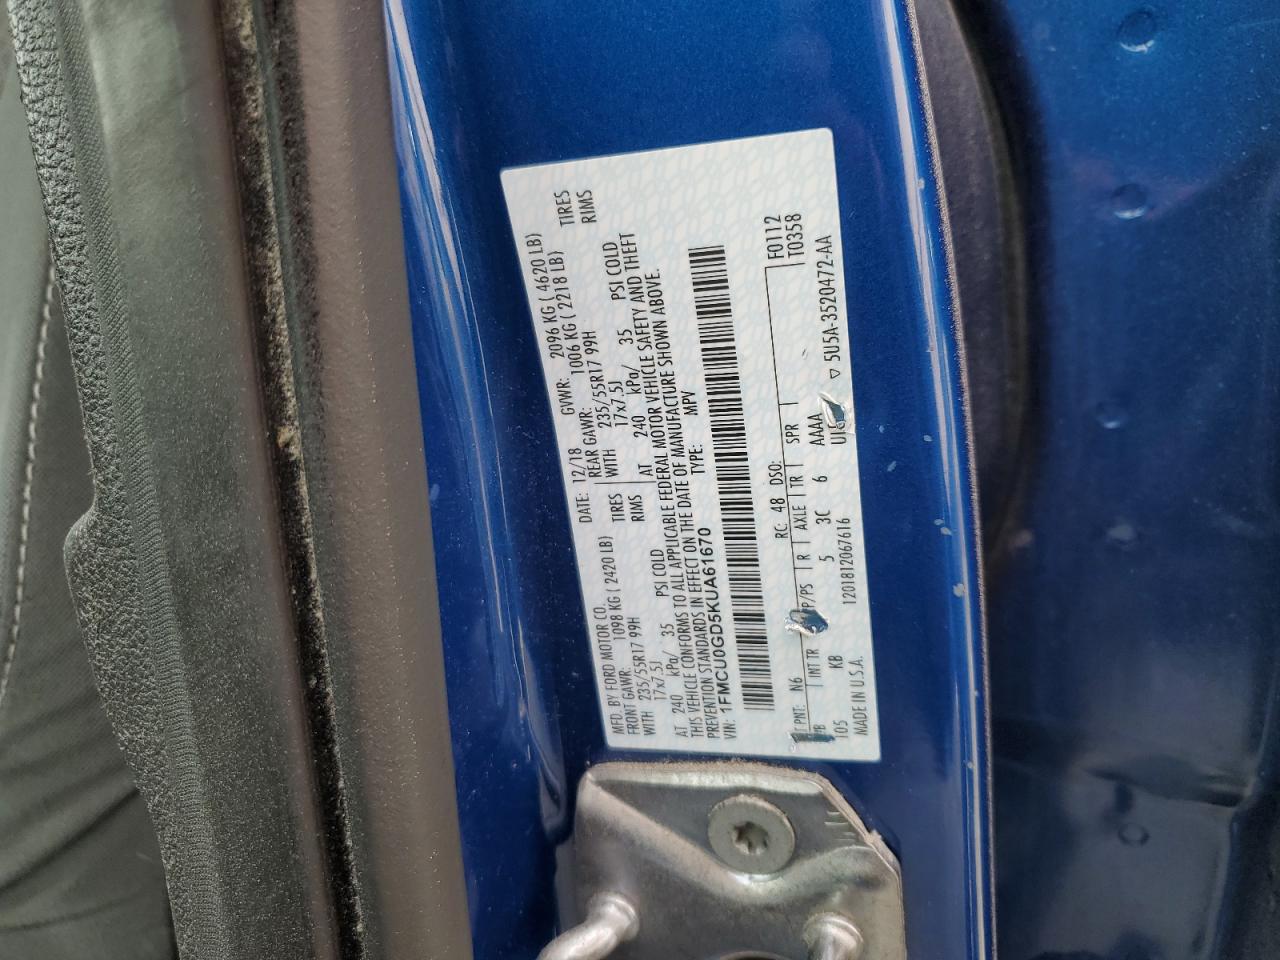 MFD. BY FORD MOTOR CO.
DATE: 12/18 GVWR: 2096 KG ( 4620 LB)
FRONT GAWR: 1098 KG ( 2420 LB) REAR GAWR: 1006 KG ( 2218 LB)
WITH 235/55R17 99H TIRES WITH 235/55R17 99H TIRES
17x7.5J RIMS 17x7.5J RIMS
AT 240 kPa/ 35 PSI COLD AT 240 kPa/ 35 PSI COLD
THIS VEHICLE CONFORMS TO ALL APPLICABLE FEDERAL MOTOR VEHICLE SAFETY AND THEFT
PREVENTION STANDARDS IN EFFECT ON THE DATE OF MANUFACTURE SHOWN ABOVE.
VIN: 1FMCU0GD5KUA61670 TYPE: MPV
F0112
T0358
PNT: N6 RC: 48 DSO:
INT TR P/PS R AXLE TR SPR
KB 5 3C 6 AAAA
105
MADE IN U.S.A. 120181206​7616 ▽ 5U5A-3520472-AA